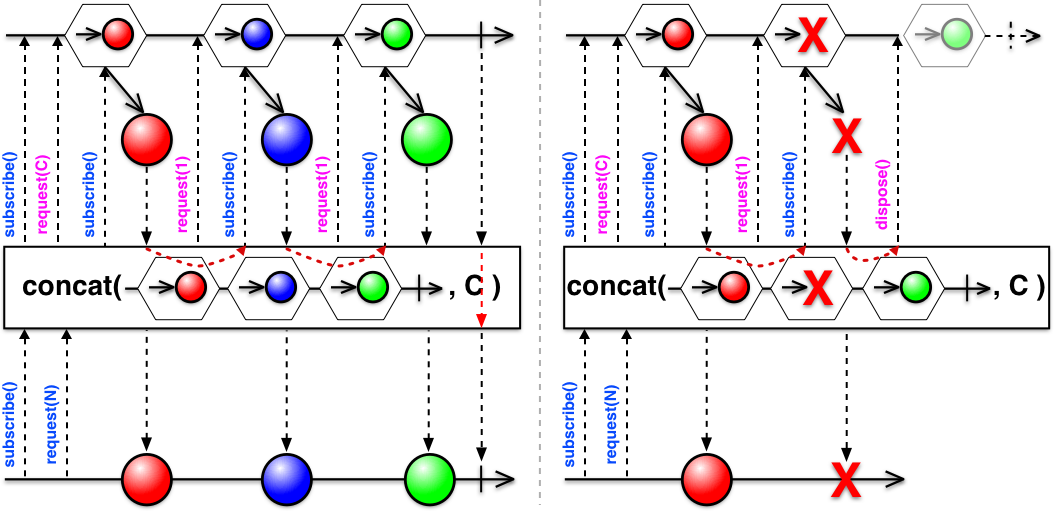 subscribe()
request(C)
subscribe()
request(1)
subscribe()
request(1)
subscribe()
concat(
, C )
subscribe()
request(N)
X
X
subscribe()
request(C)
subscribe()
request(1)
subscribe()
dispose()
concat(
X
, C )
subscribe()
request(N)
X